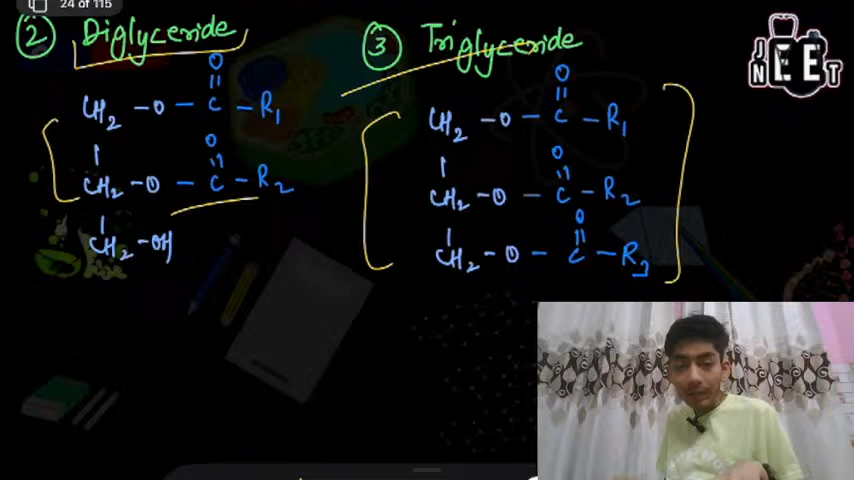 24 of 115
② Diglyceride
O
||
CH₂ – O – C – R₁
|
O
||
CH₂ – O – C – R₂
|
CH₂ – OH
③ Triglyceride
O
||
CH₂ – O – C – R₁
|
O
||
CH₂ – O – C – R₂
|
O
||
CH₂ – O – C – R₃
J
NEET